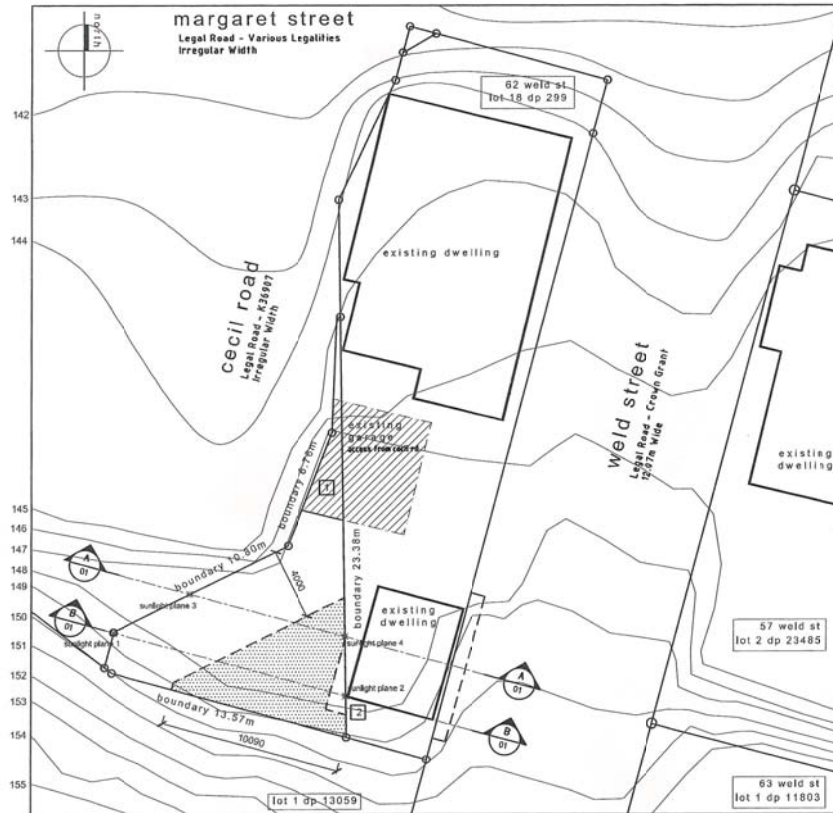 north
margaret street
Legal Road - Various Legalities
Irregular Width
62 weld st
lot 18 dp 299
142
143
144
existing dwelling
cecil road
Legal Road - K36907
Irregular Width
weld street
Legal Road - Crown Grant
12.07m Wide
existing
dwelling
existing
garage
access from cecil rd
1
boundary 6.70m
145
146
147
148
149
150
151
152
153
154
155
A
01
B
01
boundary 10.80m
4000
boundary 23.38m
sunlight plane 3
sunlight plane 1
existing
dwelling
sunlight plane 4
sunlight plane 2
57 weld st
lot 2 dp 23485
A
01
B
01
2
boundary 13.57m
10090
lot 1 dp 13059
63 weld st
lot 1 dp 11803